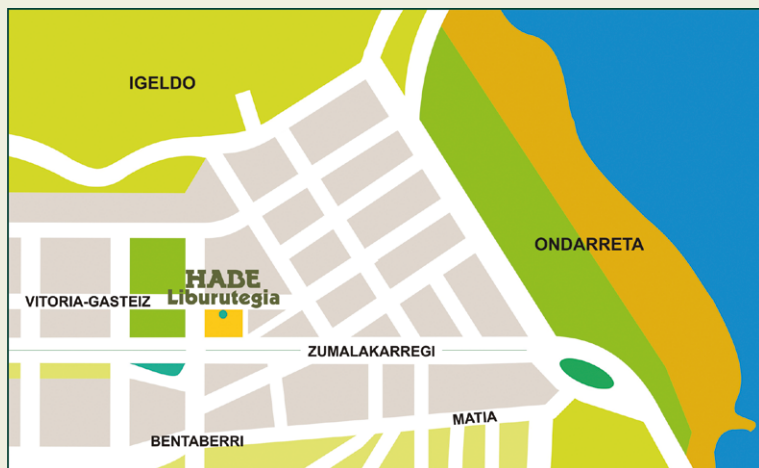 IGELDO
ONDARRETA
HABE
Liburutegia
VITORIA-GASTEIZ
ZUMALAKARREGI
MATIA
BENTABERRI